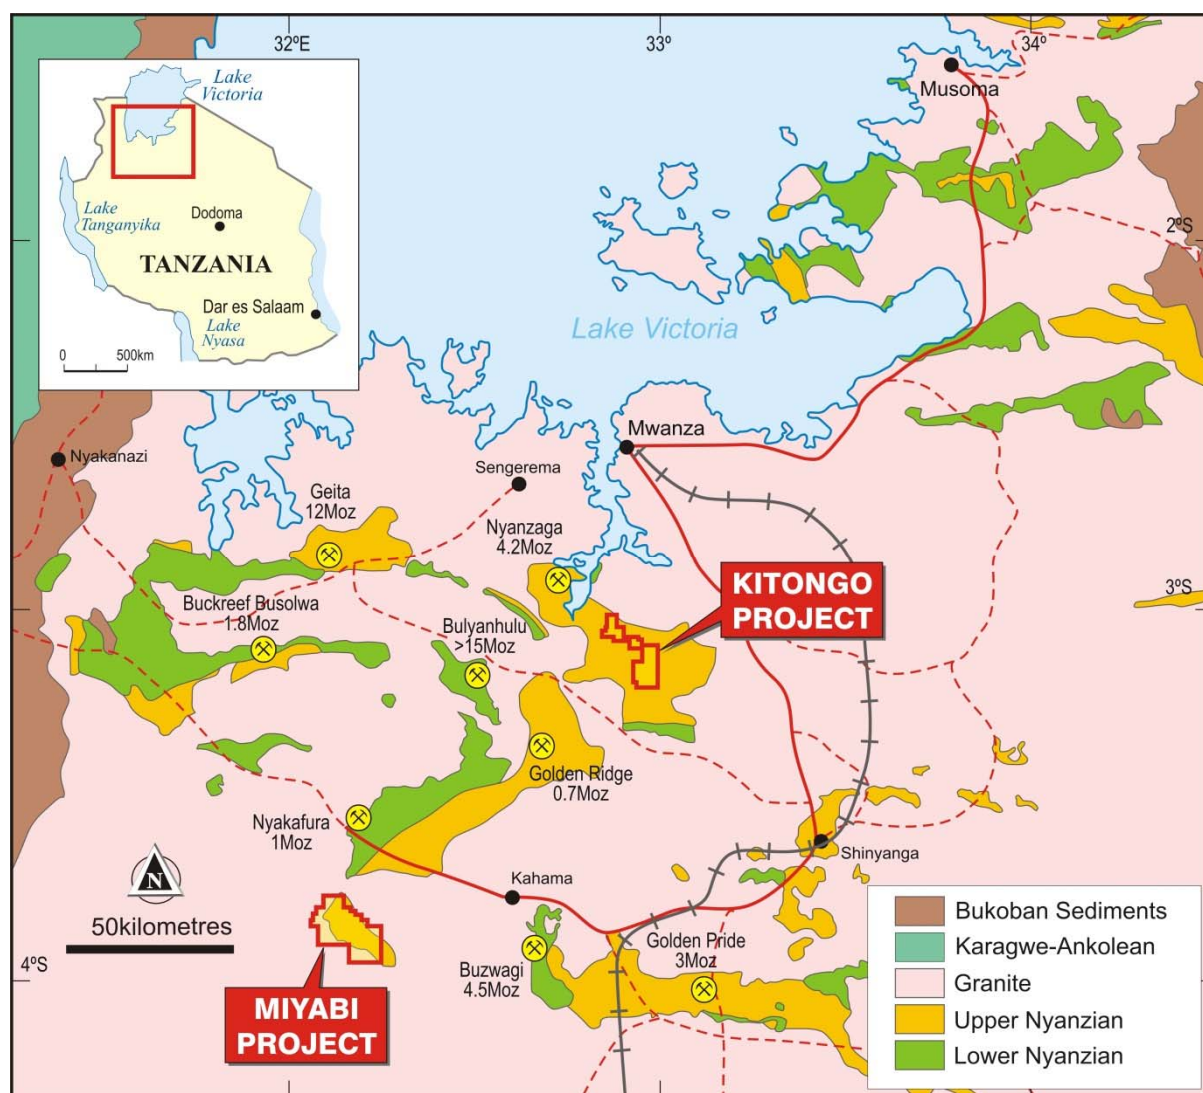 32ºE
33º
34º
Lake
Victoria
Lake
Tanganyika
Dodoma
TANZANIA
Dar es Salaam
Lake
Nyasa
0
500km
Musoma
2ºS
Lake Victoria
Mwanza
Nyakanazi
Sengerema
Geita
12Moz
Nyanzaga
4.2Moz
KITONGO
PROJECT
3ºS
Buckreef Busolwa
1.8Moz
Bulyanhulu
>15Moz
Golden Ridge
0.7Moz
Nyakafura
1Moz
Shinyanga
N
50kilometres
Kahama
4ºS
MIYABI
PROJECT
Buzwagi
4.5Moz
Golden Pride
3Moz
Bukoban Sediments
Karagwe-Ankolean
Granite
Upper Nyanzian
Lower Nyanzian